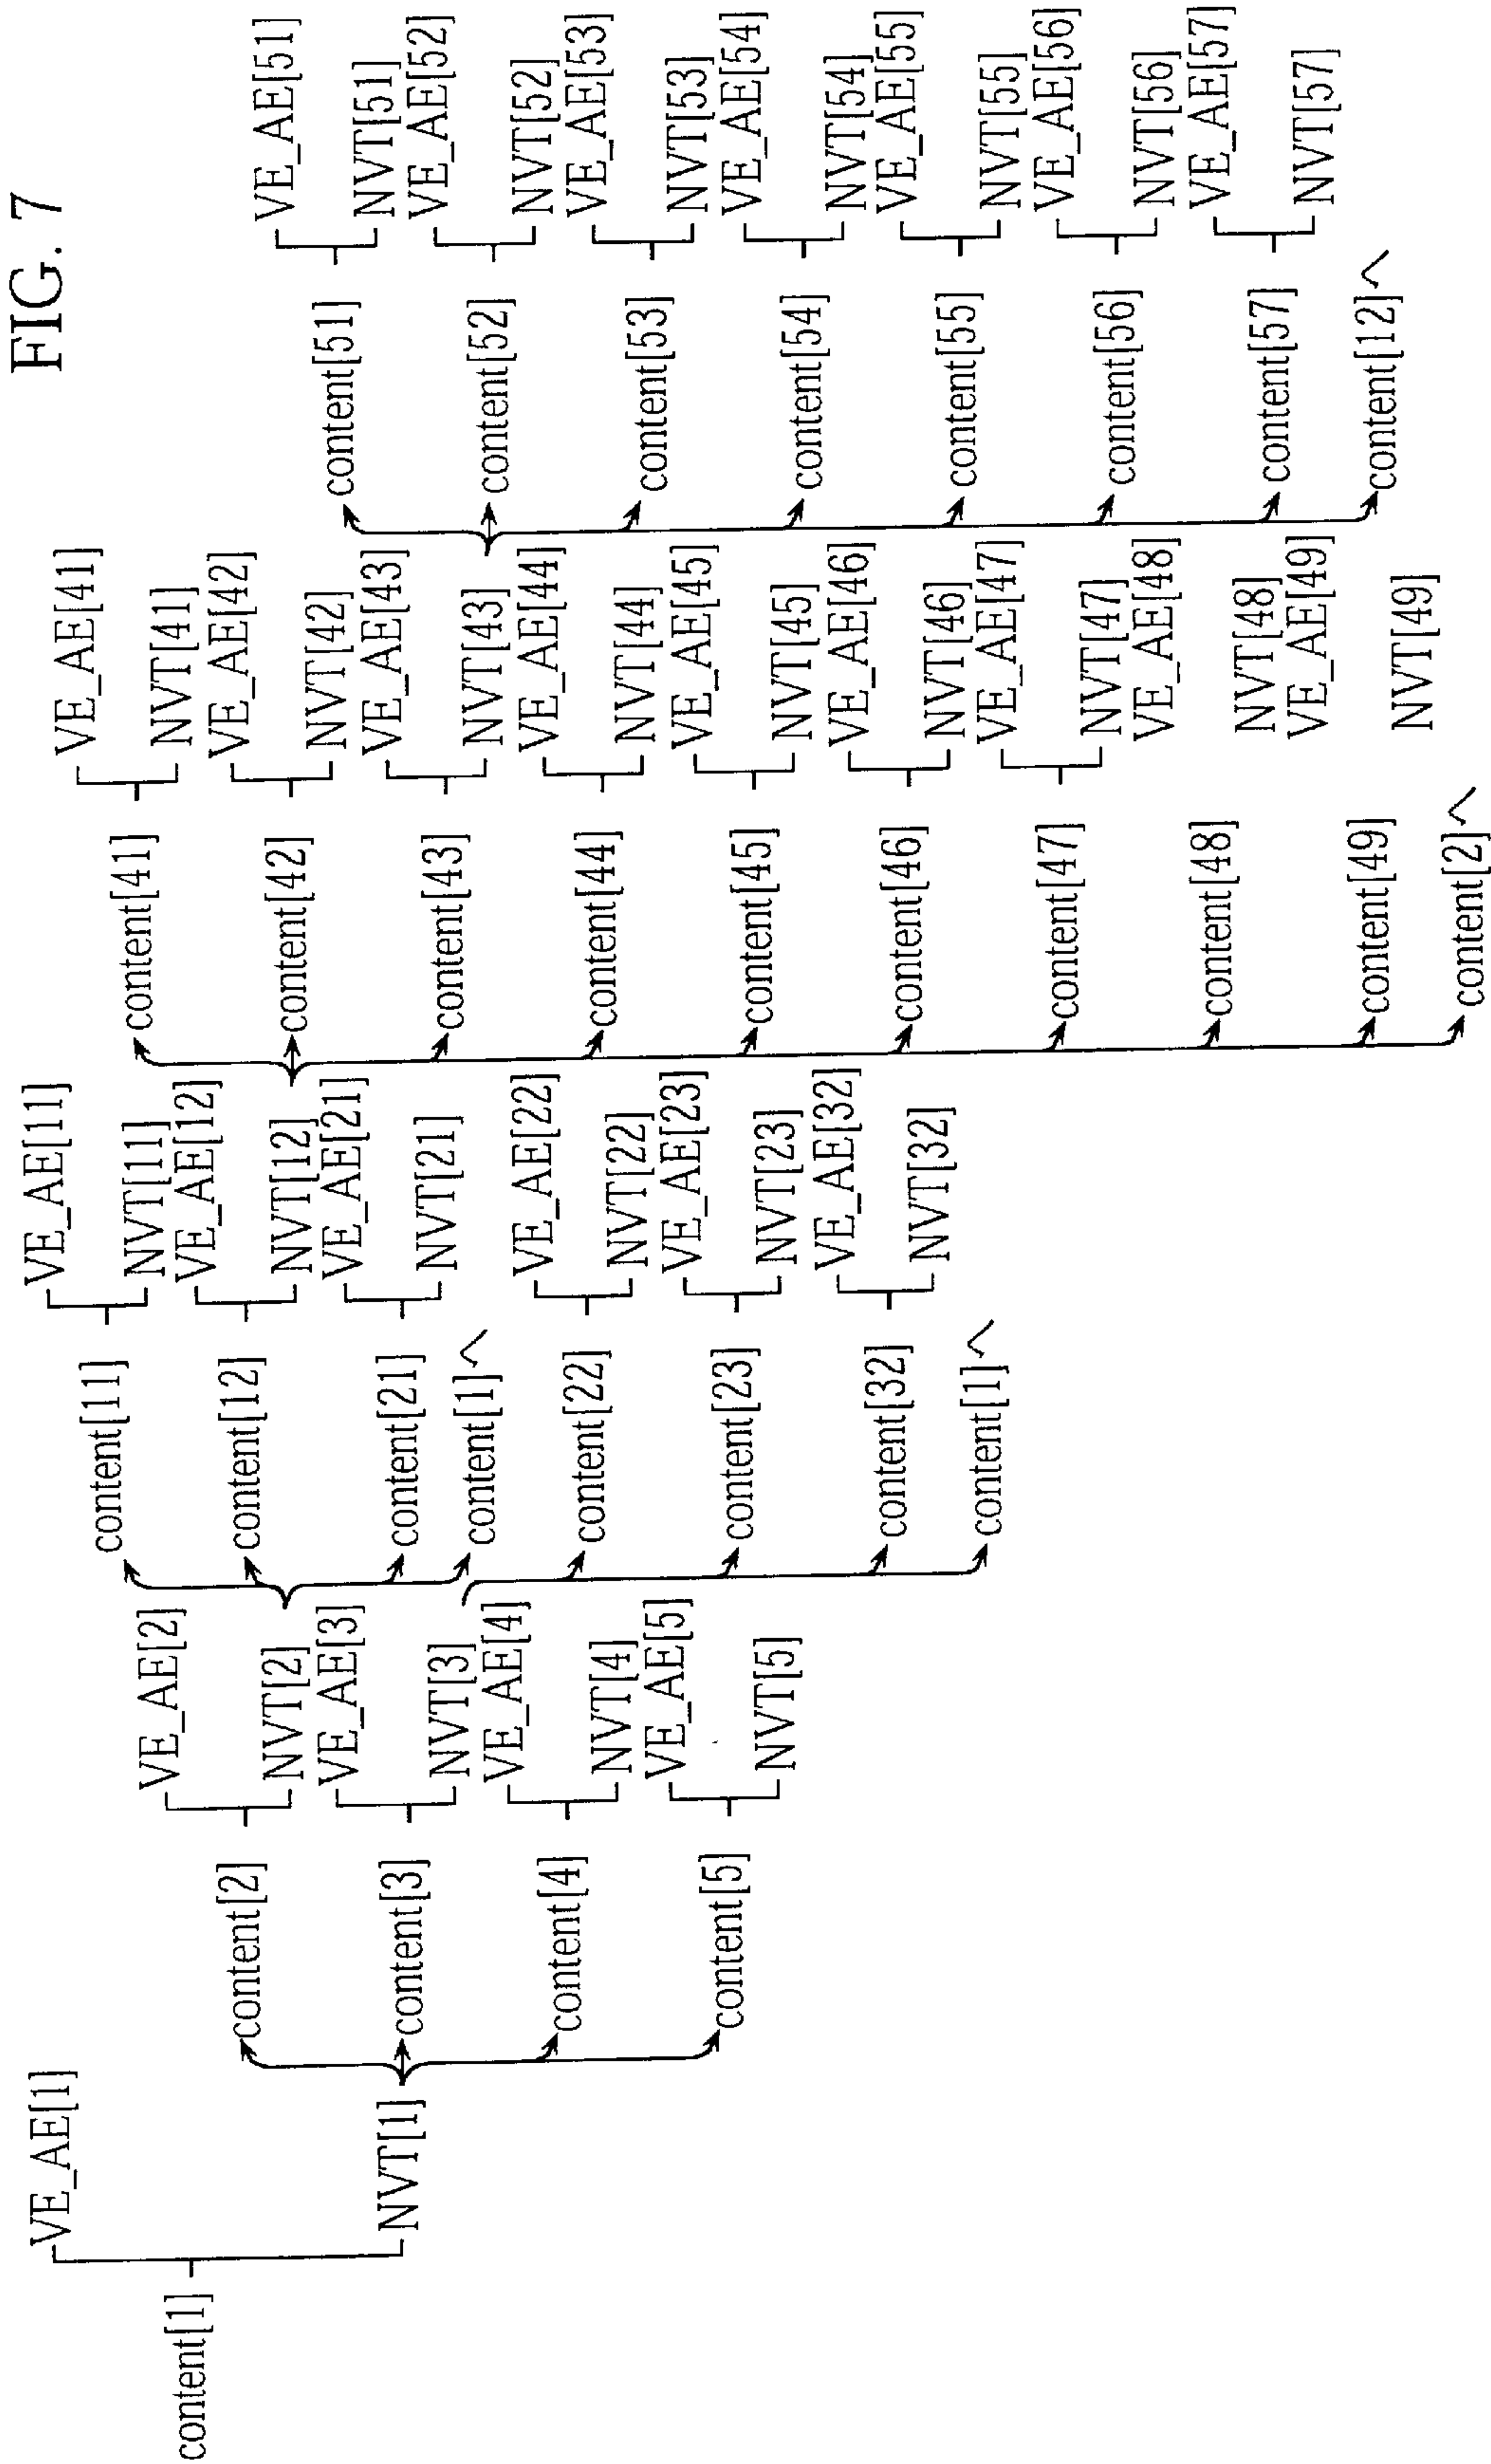 FIG. 7
content[1]
VE_AE[1]
NVT[1]
content[2]
content[3]
content[4]
content[5]
VE_AE[2]
NVT[2]
VE_AE[3]
NVT[3]
VE_AE[4]
NVT[4]
VE_AE[5]
NVT[5]
content[11]
content[12]
content[21]
content[1]へ
content[22]
content[23]
content[32]
content[1]へ
VE_AE[11]
NVT[11]
VE_AE[12]
NVT[12]
VE_AE[21]
NVT[21]
VE_AE[22]
NVT[22]
VE_AE[23]
NVT[23]
VE_AE[32]
NVT[32]
content[41]
content[42]
content[43]
content[44]
content[45]
content[46]
content[47]
content[48]
content[49]
content[2]へ
VE_AE[41]
NVT[41]
VE_AE[42]
NVT[42]
VE_AE[43]
NVT[43]
VE_AE[44]
NVT[44]
VE_AE[45]
NVT[45]
VE_AE[46]
NVT[46]
VE_AE[47]
NVT[47]
VE_AE[48]
NVT[48]
VE_AE[49]
NVT[49]
content[51]
content[52]
content[53]
content[54]
content[55]
content[56]
content[57]
content[12]へ
VE_AE[51]
NVT[51]
VE_AE[52]
NVT[52]
VE_AE[53]
NVT[53]
VE_AE[54]
NVT[54]
VE_AE[55]
NVT[55]
VE_AE[56]
NVT[56]
VE_AE[57]
NVT[57]